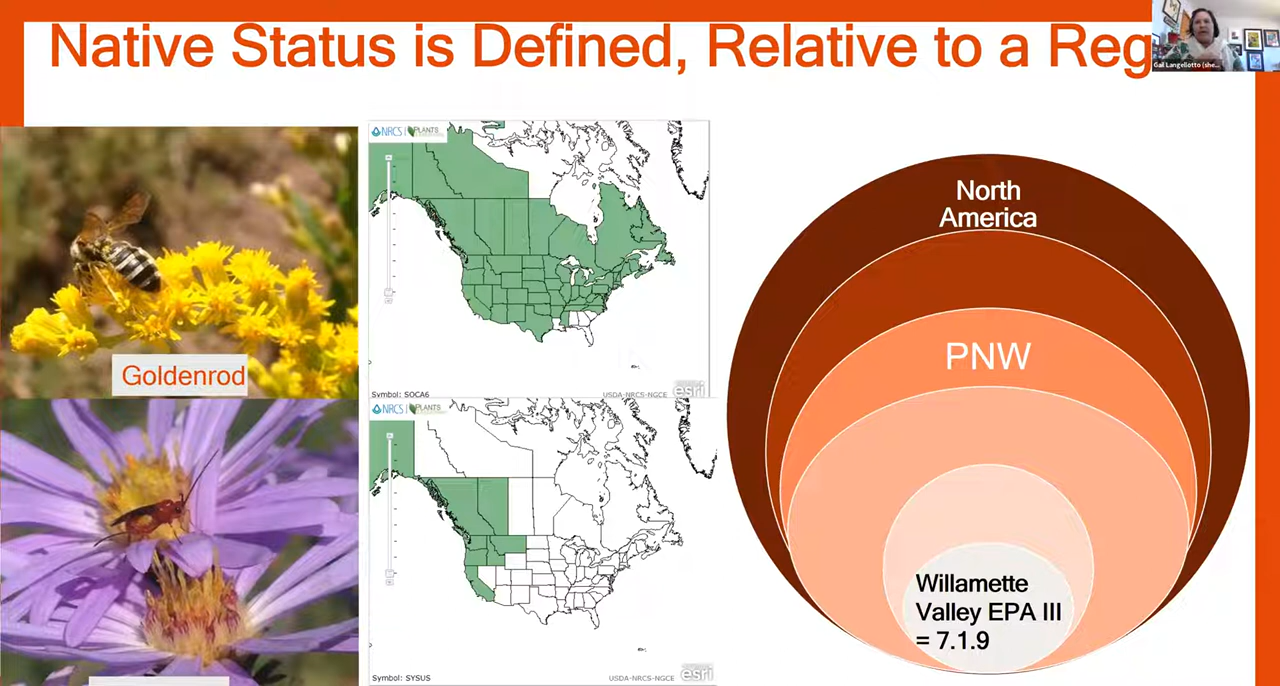 Native Status is Defined, Relative to a Reg
Gail Langellotto (she...
NRCS PLANTS
Goldenrod
Symbol: SOCA6
USDA-NRCS-NGCE
esri
NRCS PLANTS
Symbol: SYSUS
USDA-NRCS-NGCE
esri
North
America
PNW
Willamette
Valley EPA III
= 7.1.9